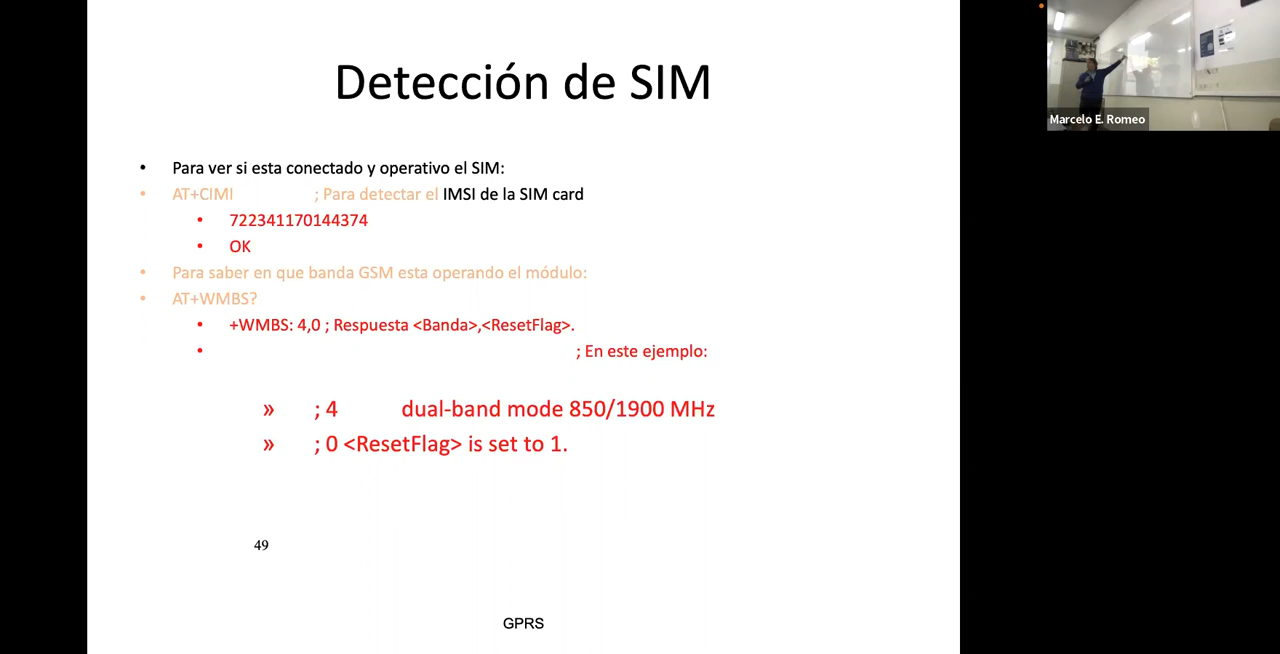 Detección de SIM
• Para ver si esta conectado y operativo el SIM:
• AT+CIMI ; Para detectar el IMSI de la SIM card
• 722341170144374
• OK
• Para saber en que banda GSM esta operando el módulo:
• AT+WMBS?
• +WMBS: 4,0 ; Respuesta <Banda>,<ResetFlag>.
• ; En este ejemplo:
» ; 4 dual-band mode 850/1900 MHz
» ; 0 <ResetFlag> is set to 1.
49
GPRS
Marcelo E. Romeo